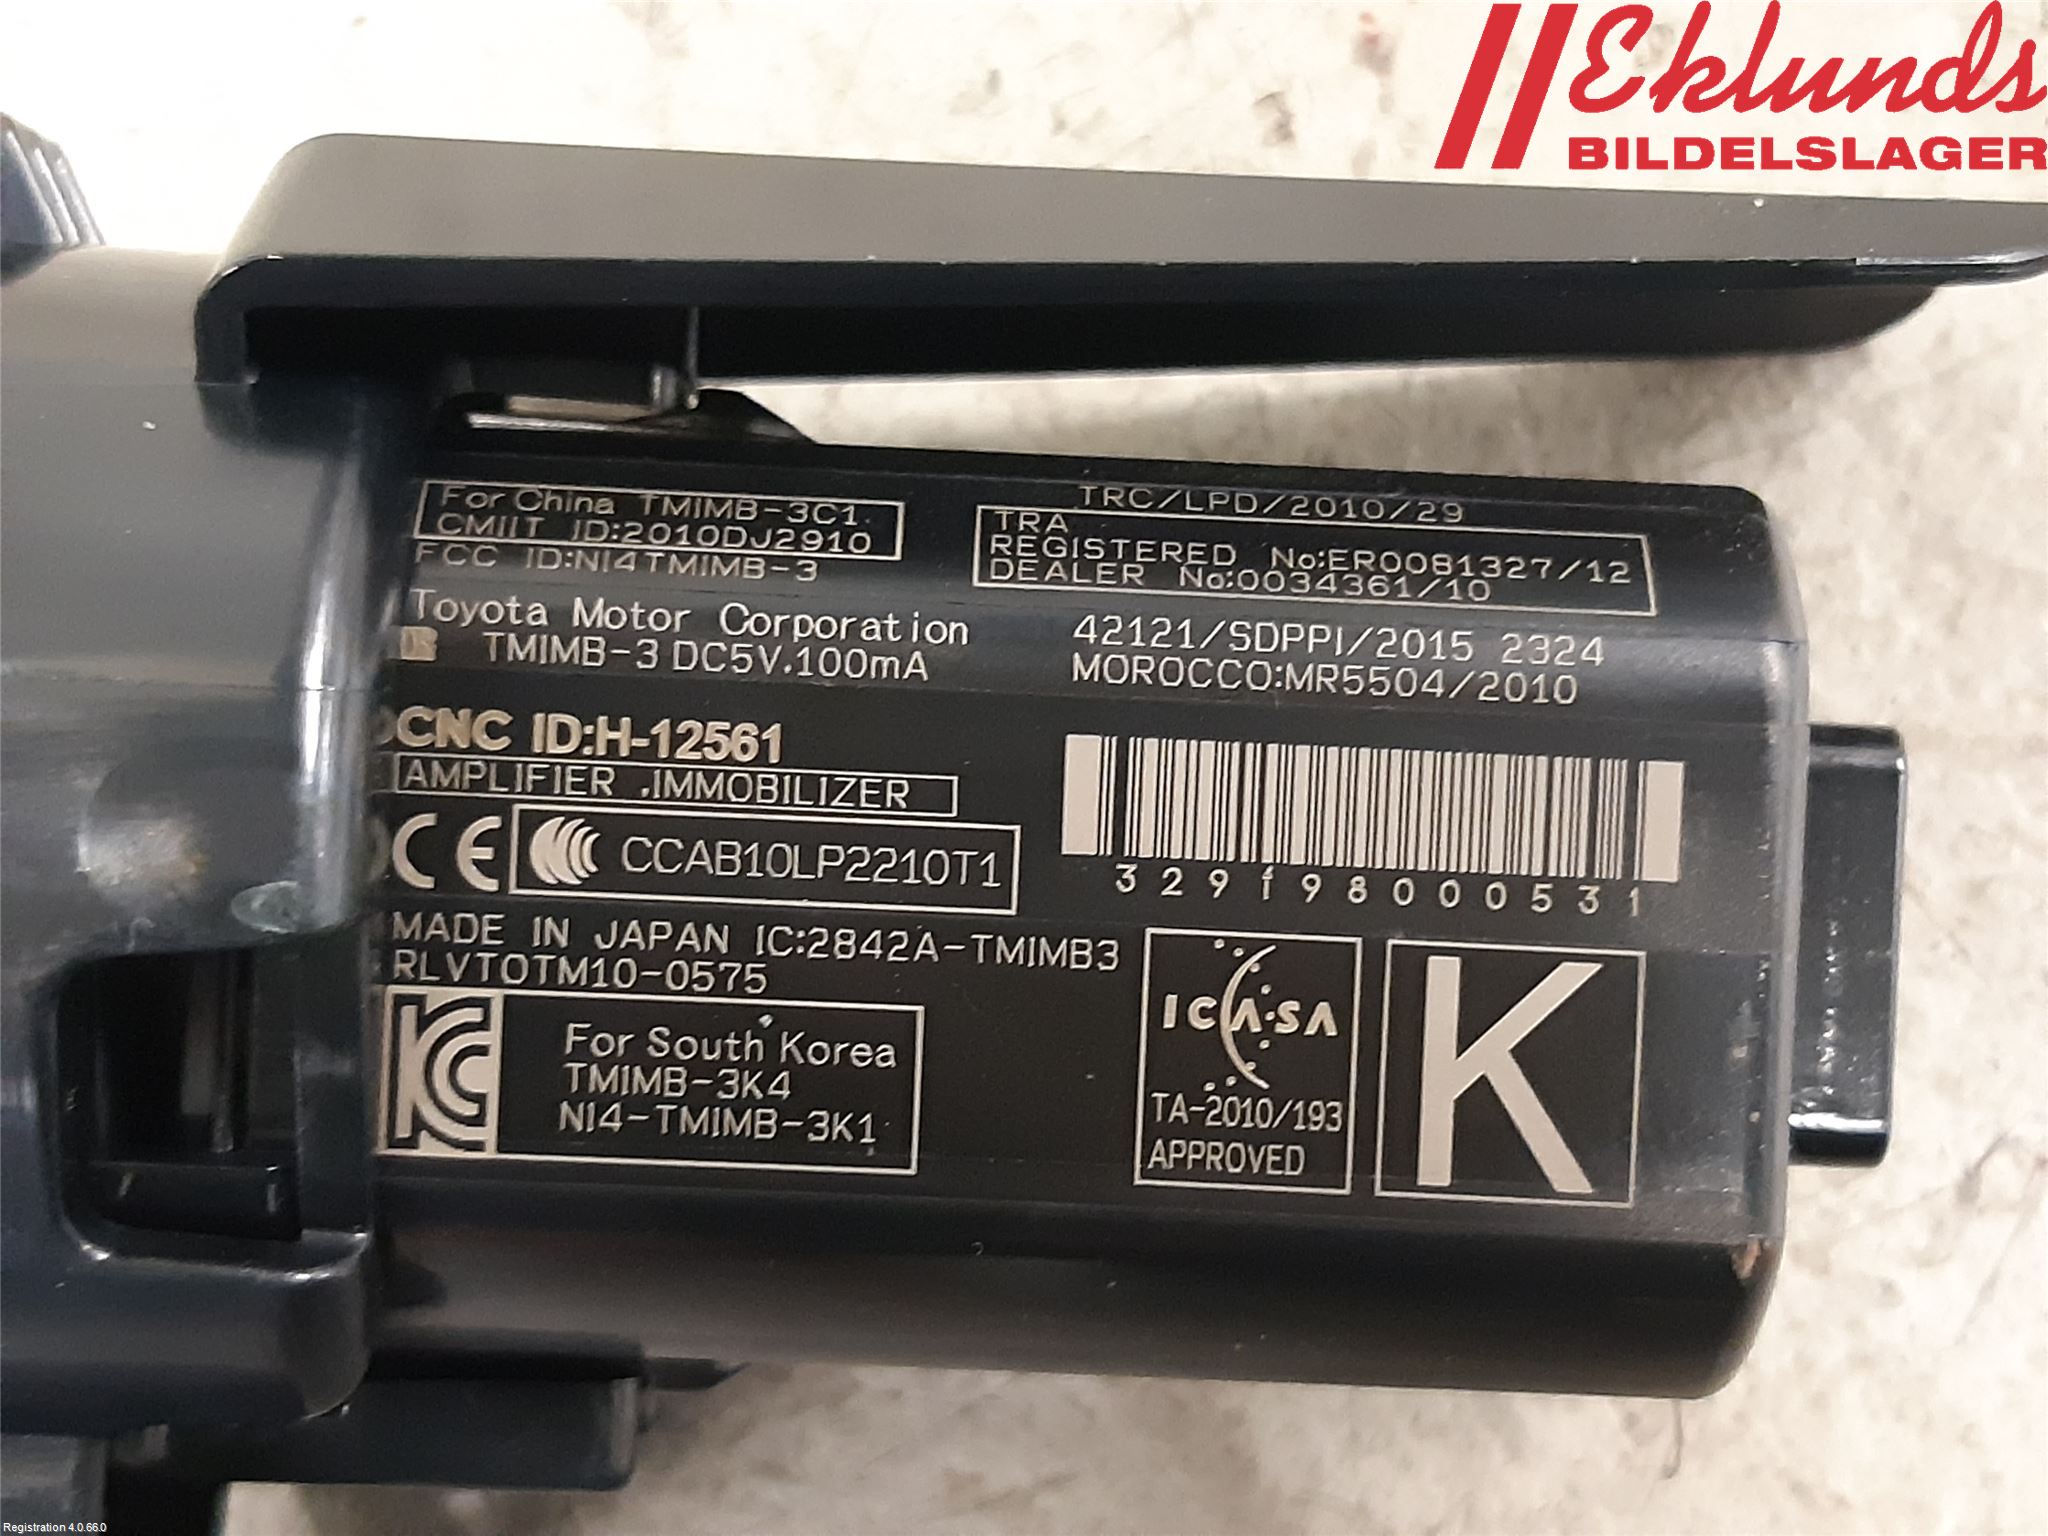 Eklunds
BILDELSLAGER
For China TMIMB-3C1
CMIIT ID:2010DJ2910
FCC ID:NI4TMIMB-3
Toyota Motor Corporation
TMIMB-3 DC5V.100mA
CNC ID:H-12561
AMPLIFIER .IMMOBILIZER
CE
CCC CCAB10LP2210T1
MADE IN JAPAN IC:2842A-TMIMB3
RLVTOTM10-0575
KC
For South Korea
TMIMB-3K4
NI4-TMIMB-3K1
TRC/LPD/2010/29
TRA
REGISTERED No:ER0081327/12
DEALER No:0034361/10
42121/SDPPI/2015 2324
MOROCCO:MR5504/2010
329f98000531
ICASA
TA-2010/193
APPROVED
K
Registration 4.0.66.0